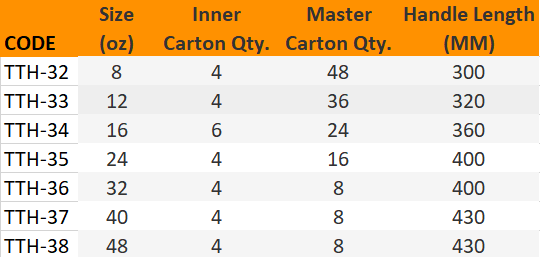 Size Inner Master Handle Length
CODE (oz) Carton Qty. Carton Qty. (MM)
TTH-32 8 4 48 300
TTH-33 12 4 36 320
TTH-34 16 6 24 360
TTH-35 24 4 16 400
TTH-36 32 4 8 400
TTH-37 40 4 8 430
TTH-38 48 4 8 430